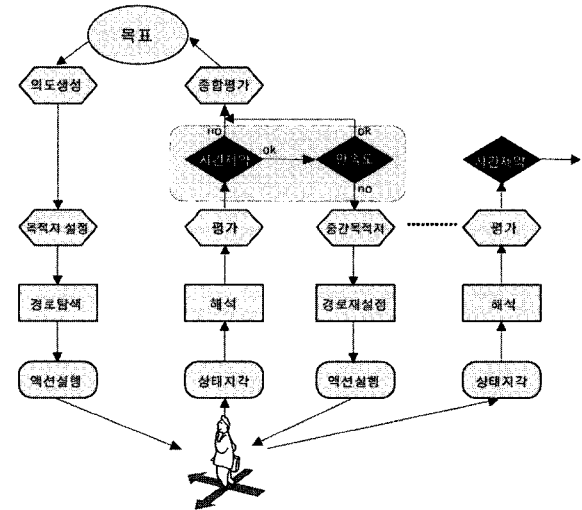 목표
의도생성
종합평가
no
ok
시간제약
ok
만족도
시간제약
no
목적지 설정
평가
중간목적지
평가
경로탐색
해석
경로재설정
해석
액션실행
상태지각
액션실행
상태지각